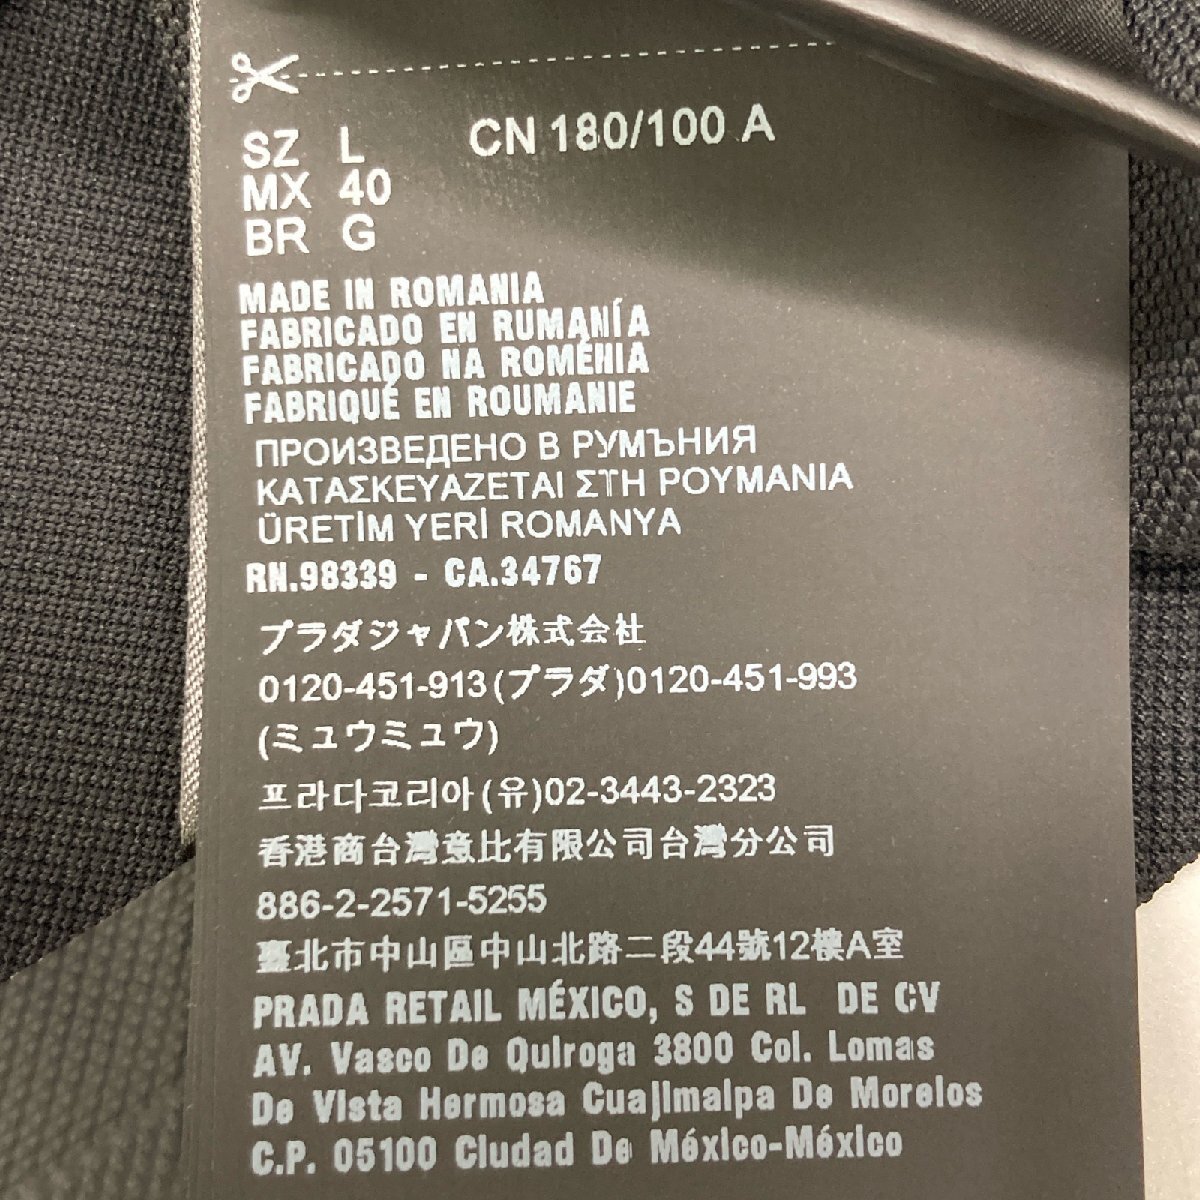 SZ L CN 180/100 A
MX 40
BR G
MADE IN ROMANIA
FABRICADO EN RUMANÍA
FABRICADO NA ROMÉNIA
FABRIQUÉ EN ROUMANIE
ПРОИЗВЕДЕНО В РУМЪНИЯ
ΚΑΤΑΣΚΕΥΑΖΕΤΑΙ ΣΤΗ ΡΟΥΜΑΝΙΑ
ÜRETİM YERİ ROMANYA
RN.98339 - CA.34767
プラダジャパン株式会社
0120-451-913(プラダ)0120-451-993
(ミュウミュウ)
프라다코리아(유)02-3443-2323
香港商台灣意比有限公司台灣分公司
886-2-2571-5255
臺北市中山區中山北路二段44號12樓A室
PRADA RETAIL MÉXICO, S DE RL DE CV
AV. Vasco De Quiroga 3800 Col. Lomas
De Vista Hermosa Cuajimalpa De Morelos
C.P. 05100 Ciudad De México-México